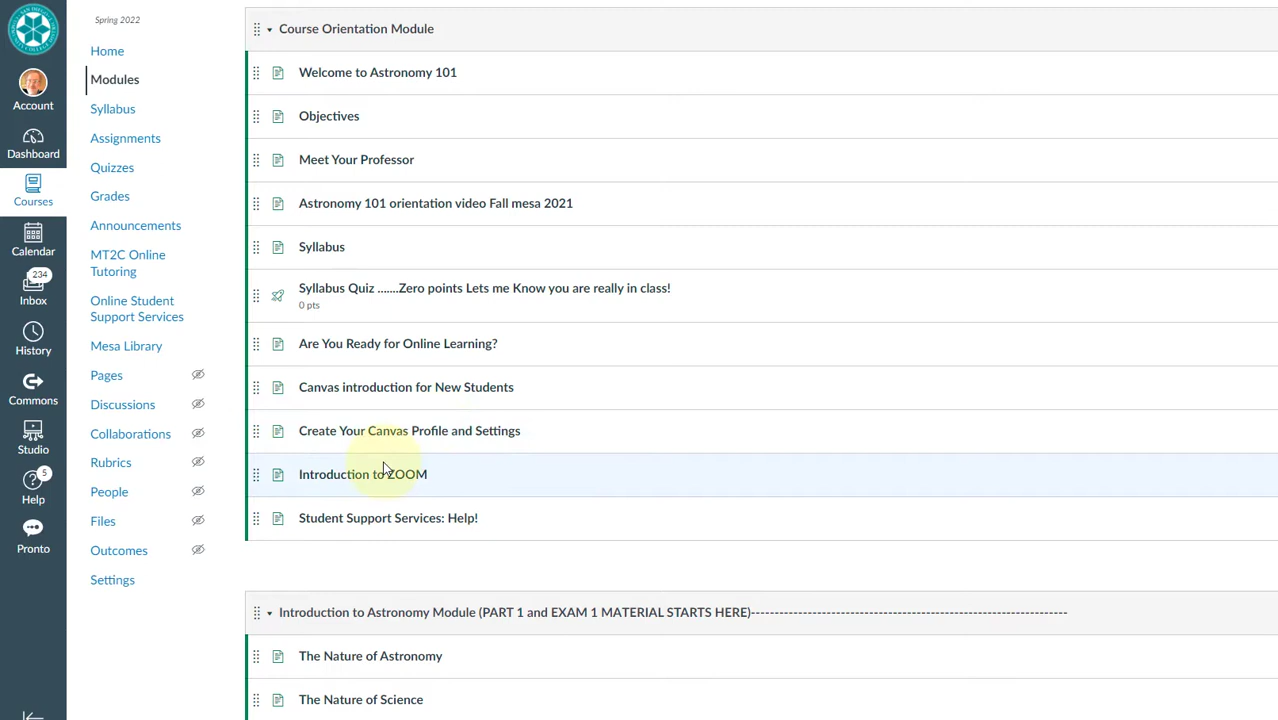 Spring 2022
Account
Dashboard
Courses
Calendar
234
Inbox
History
Commons
Studio
5
Help
Pronto
Home
Modules
Syllabus
Assignments
Quizzes
Grades
Announcements
MT2C Online
Tutoring
Online Student
Support Services
Mesa Library
Pages
Discussions
Collaborations
Rubrics
People
Files
Outcomes
Settings
Course Orientation Module
Welcome to Astronomy 101
Objectives
Meet Your Professor
Astronomy 101 orientation video Fall mesa 2021
Syllabus
Syllabus Quiz .......Zero points Lets me Know you are really in class!
0 pts
Are You Ready for Online Learning?
Canvas introduction for New Students
Create Your Canvas Profile and Settings
Introduction to ZOOM
Student Support Services: Help!
Introduction to Astronomy Module (PART 1 and EXAM 1 MATERIAL STARTS HERE)-----------------------------------------------------------------
The Nature of Astronomy
The Nature of Science